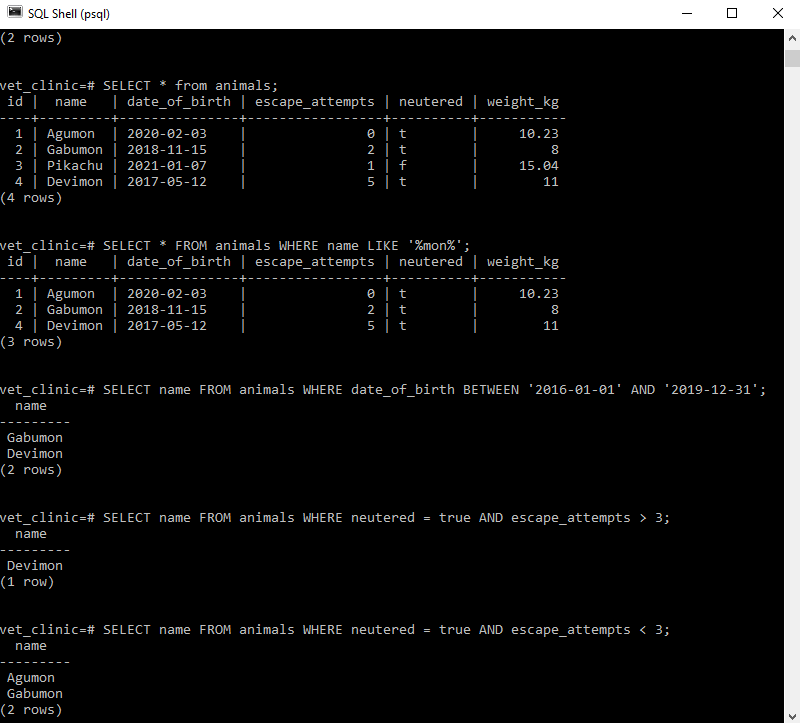 SQL Shell (psql)
(2 rows)
vet_clinic=# SELECT * from animals;
 id |  name   | date_of_birth | escape_attempts | neutered | weight_kg
----+---------+---------------+-----------------+----------+-----------
  1 | Agumon  | 2020-02-03    |               0 | t        |     10.23
  2 | Gabumon | 2018-11-15    |               2 | t        |         8
  3 | Pikachu | 2021-01-07    |               1 | f        |     15.04
  4 | Devimon | 2017-05-12    |               5 | t        |        11
(4 rows)
vet_clinic=# SELECT * FROM animals WHERE name LIKE '%mon%';
 id |  name   | date_of_birth | escape_attempts | neutered | weight_kg
----+---------+---------------+-----------------+----------+-----------
  1 | Agumon  | 2020-02-03    |               0 | t        |     10.23
  2 | Gabumon | 2018-11-15    |               2 | t        |         8
  4 | Devimon | 2017-05-12    |               5 | t        |        11
(3 rows)
vet_clinic=# SELECT name FROM animals WHERE date_of_birth BETWEEN '2016-01-01' AND '2019-12-31';
  name
---------
 Gabumon
 Devimon
(2 rows)
vet_clinic=# SELECT name FROM animals WHERE neutered = true AND escape_attempts > 3;
  name
---------
 Devimon
(1 row)
vet_clinic=# SELECT name FROM animals WHERE neutered = true AND escape_attempts < 3;
  name
---------
 Agumon
 Gabumon
(2 rows)